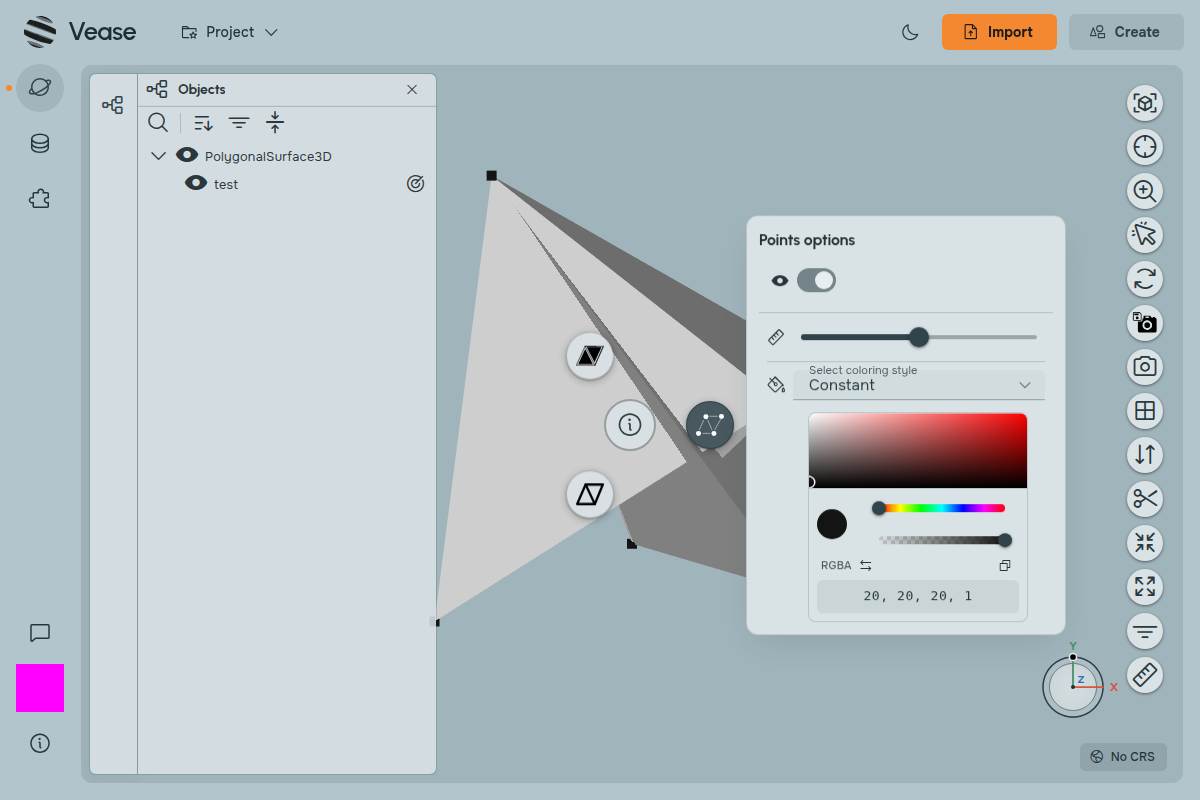 Vease
Project
Import
Create
Objects
PolygonalSurface3D
test
Points options
Select coloring style
Constant
RGBA
20, 20, 20, 1
Y
Z
X
No CRS